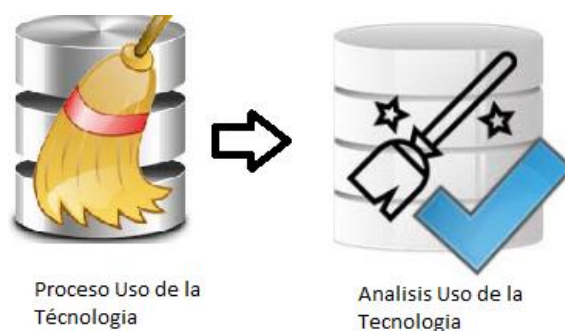 Proceso Uso de la
Técnologia
Analisis Uso de la
Tecnologia